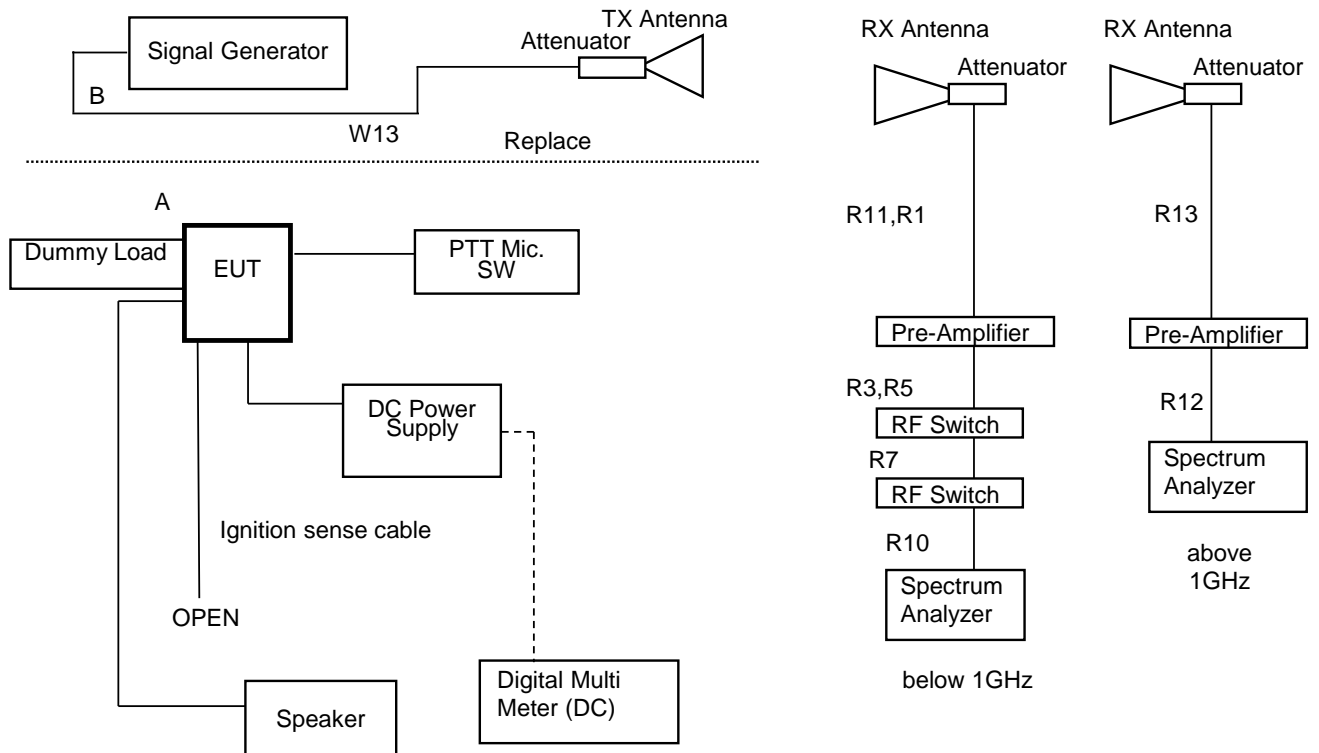 TX Antenna
Attenuator
Signal Generator
B
W13
Replace
A
Dummy Load
EUT
PTT Mic.
SW
DC Power
Supply
Ignition sense cable
OPEN
Digital Multi
Meter (DC)
Speaker
RX Antenna
Attenuator
R11,R1
Pre-Amplifier
R3,R5
RF Switch
R7
RF Switch
R10
Spectrum
Analyzer
below 1GHz
RX Antenna
Attenuator
R13
Pre-Amplifier
R12
Spectrum
Analyzer
above
1GHz